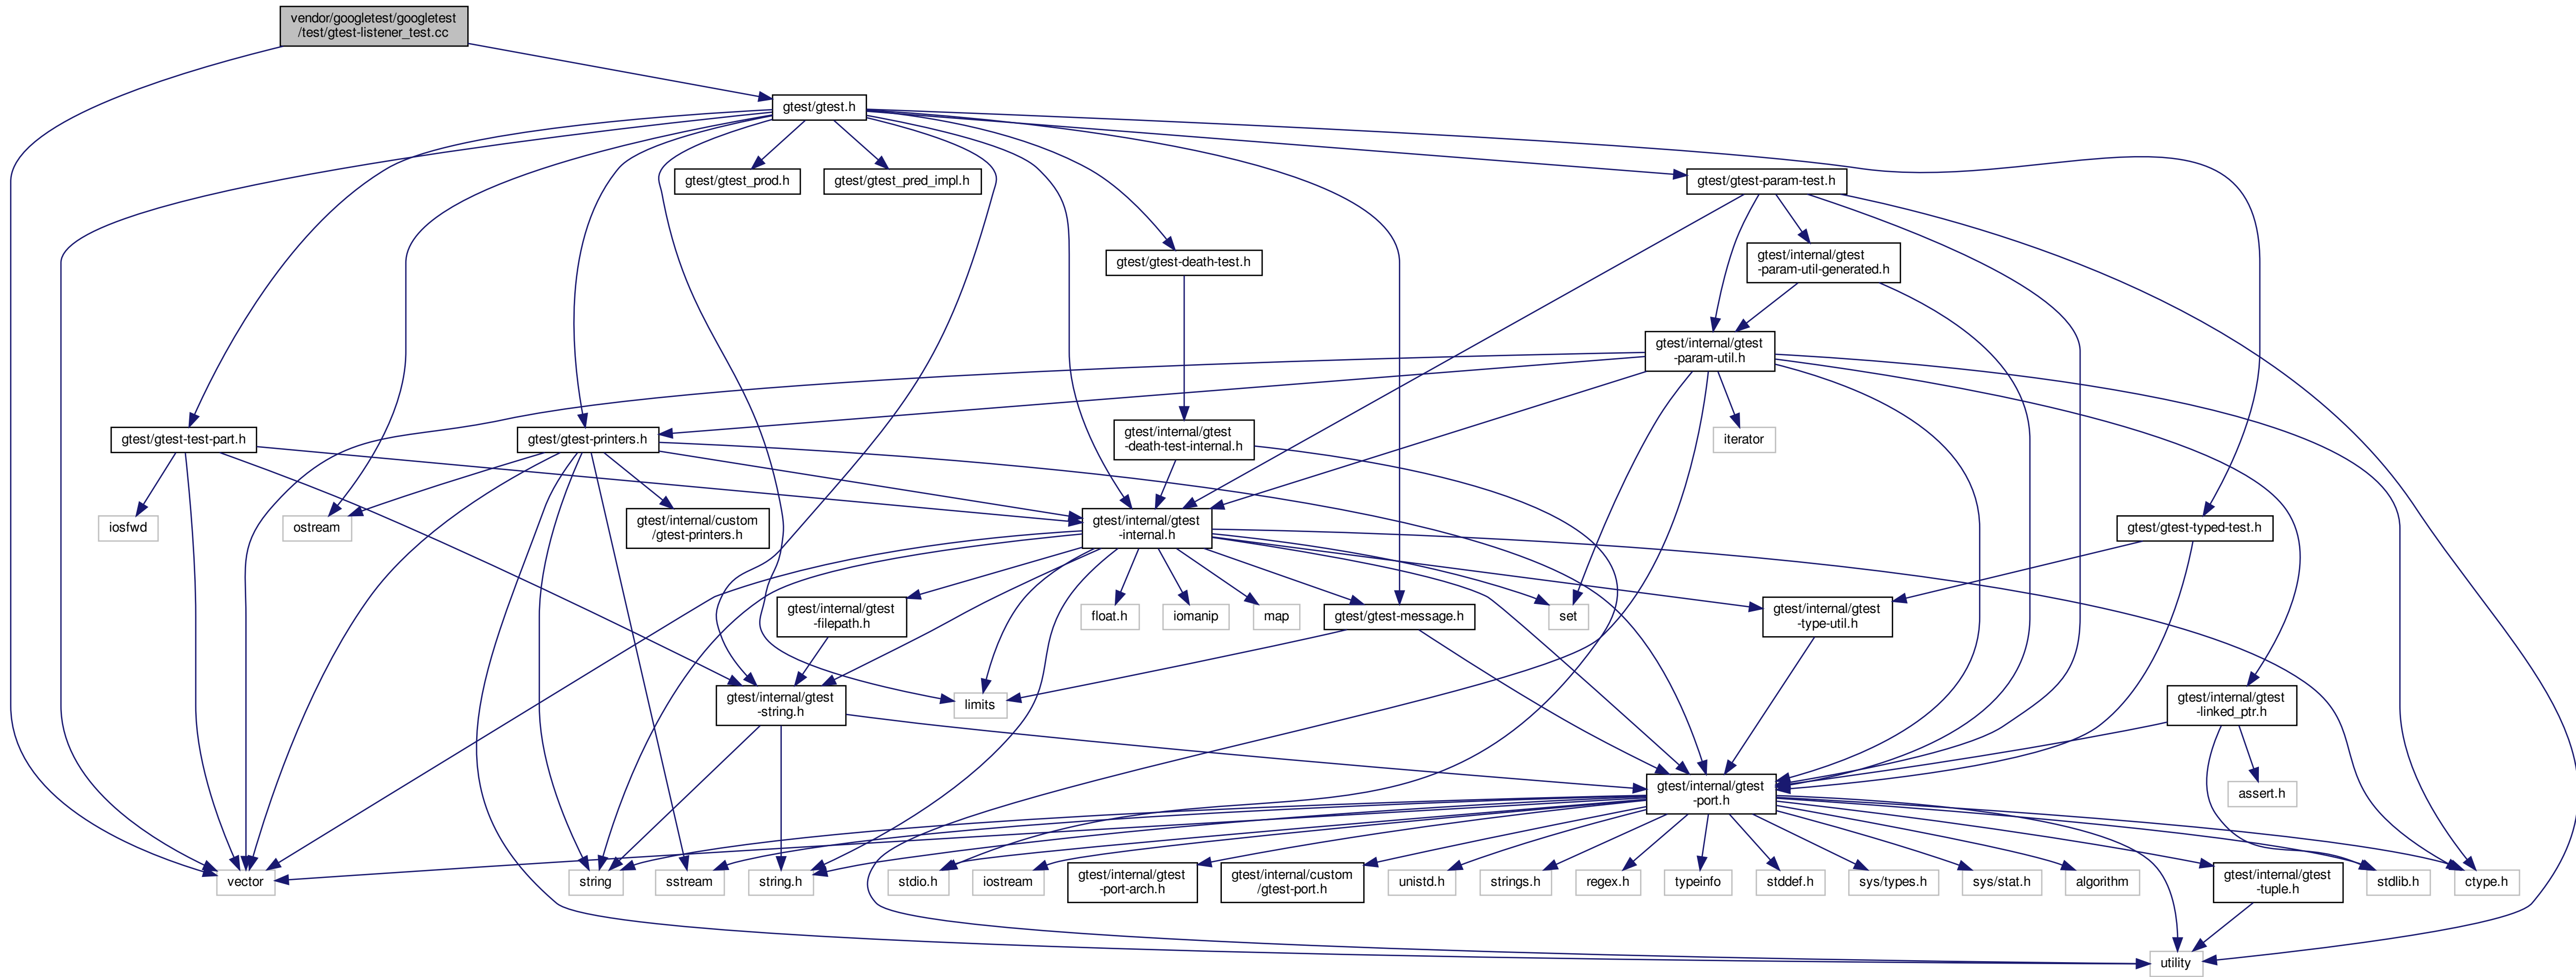 vendor/googletest/googletest
/test/gtest-listener_test.cc
gtest/gtest.h
gtest/gtest_prod.h
gtest/gtest_pred_impl.h
gtest/gtest-param-test.h
gtest/gtest-death-test.h
gtest/internal/gtest
-param-util-generated.h
gtest/internal/gtest
-param-util.h
gtest/gtest-test-part.h
gtest/gtest-printers.h
gtest/internal/gtest
-death-test-internal.h
iterator
iosfwd
ostream
gtest/internal/custom
/gtest-printers.h
gtest/internal/gtest
-internal.h
gtest/gtest-typed-test.h
gtest/internal/gtest
-filepath.h
float.h
iomanip
map
gtest/gtest-message.h
set
gtest/internal/gtest
-type-util.h
gtest/internal/gtest
-string.h
limits
gtest/internal/gtest
-linked_ptr.h
gtest/internal/gtest
-port.h
assert.h
vector
string
sstream
string.h
stdio.h
iostream
gtest/internal/gtest
-port-arch.h
gtest/internal/custom
/gtest-port.h
unistd.h
strings.h
regex.h
typeinfo
stddef.h
sys/types.h
sys/stat.h
algorithm
gtest/internal/gtest
-tuple.h
stdlib.h
ctype.h
utility